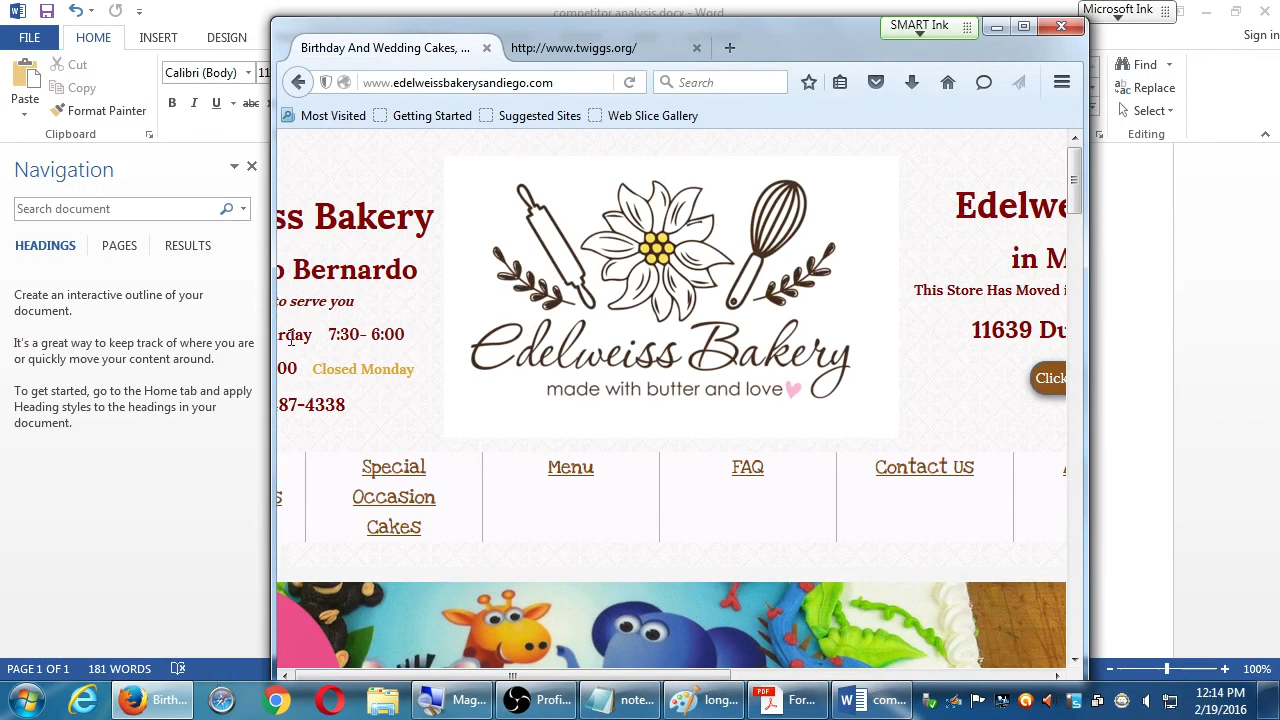 competitor analysis.docx - Word
Microsoft Ink
SMART Ink
FILE
HOME
INSERT
DESIGN
Sign in
Cut
Copy
Format Painter
Paste
Clipboard
Calibri (Body)
11
B I U abc
Find
Replace
Select
Editing
Birthday And Wedding Cakes, ...
http://www.twiggs.org/
www.edelweissbakerysandiego.com
Search
Most Visited
Getting Started
Suggested Sites
Web Slice Gallery
Navigation
Search document
HEADINGS
PAGES
RESULTS
Create an interactive outline of your
document.
It's a great way to keep track of where you are
or quickly move your content around.
To get started, go to the Home tab and apply
Heading styles to the headings in your
document.
ss Bakery
o Bernardo
to serve you
rday 7:30- 6:00
00 Closed Monday
487-4338
Edelweiss Bakery
made with butter and love
Edelwe
in M
This Store Has Moved i
11639 Du
Click
s
Special
Occasion
Cakes
Menu
FAQ
Contact Us
PAGE 1 OF 1
181 WORDS
100%
Birth...
Mag...
Profi...
note...
long...
PDF
For...
com...
12:14 PM
2/19/2016